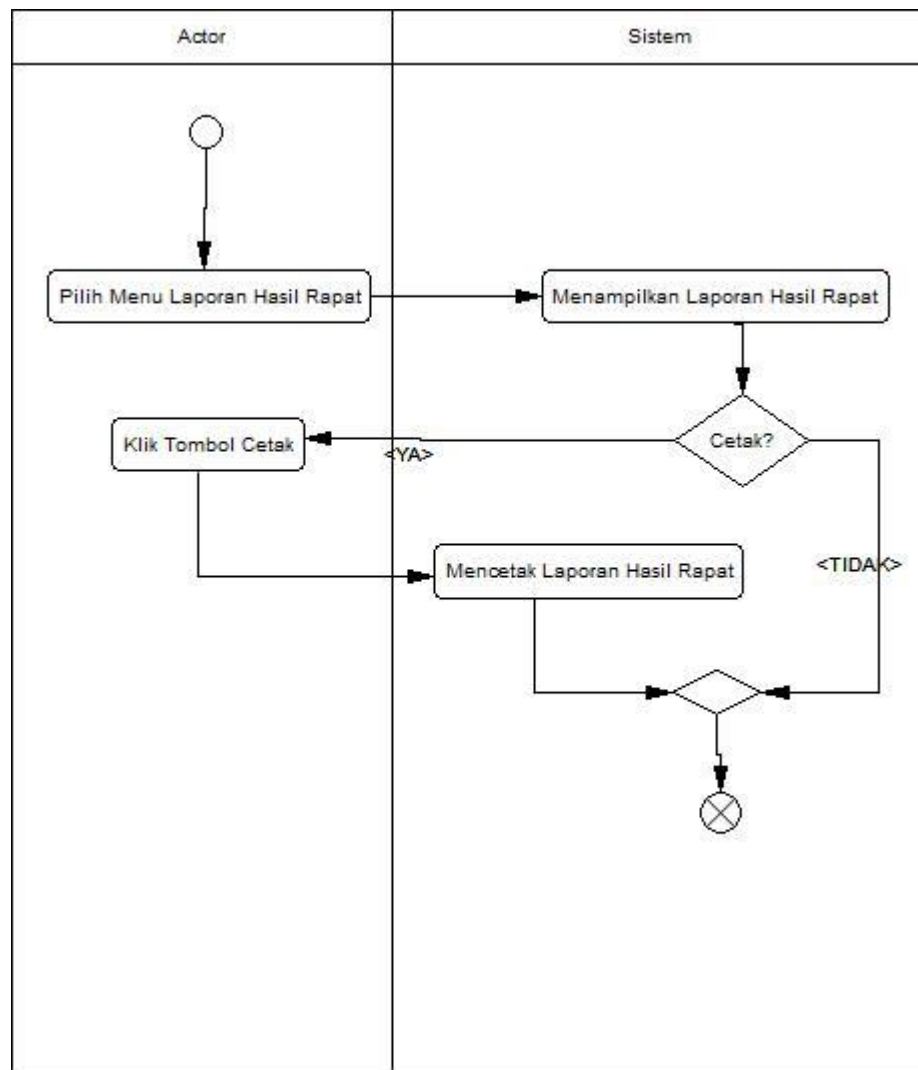 Actor
Sistem
Pilih Menu Laporan Hasil Rapat
Menampilkan Laporan Hasil Rapat
Cetak?
Klik Tombol Cetak
<YA>
Mencetak Laporan Hasil Rapat
<TIDAK>